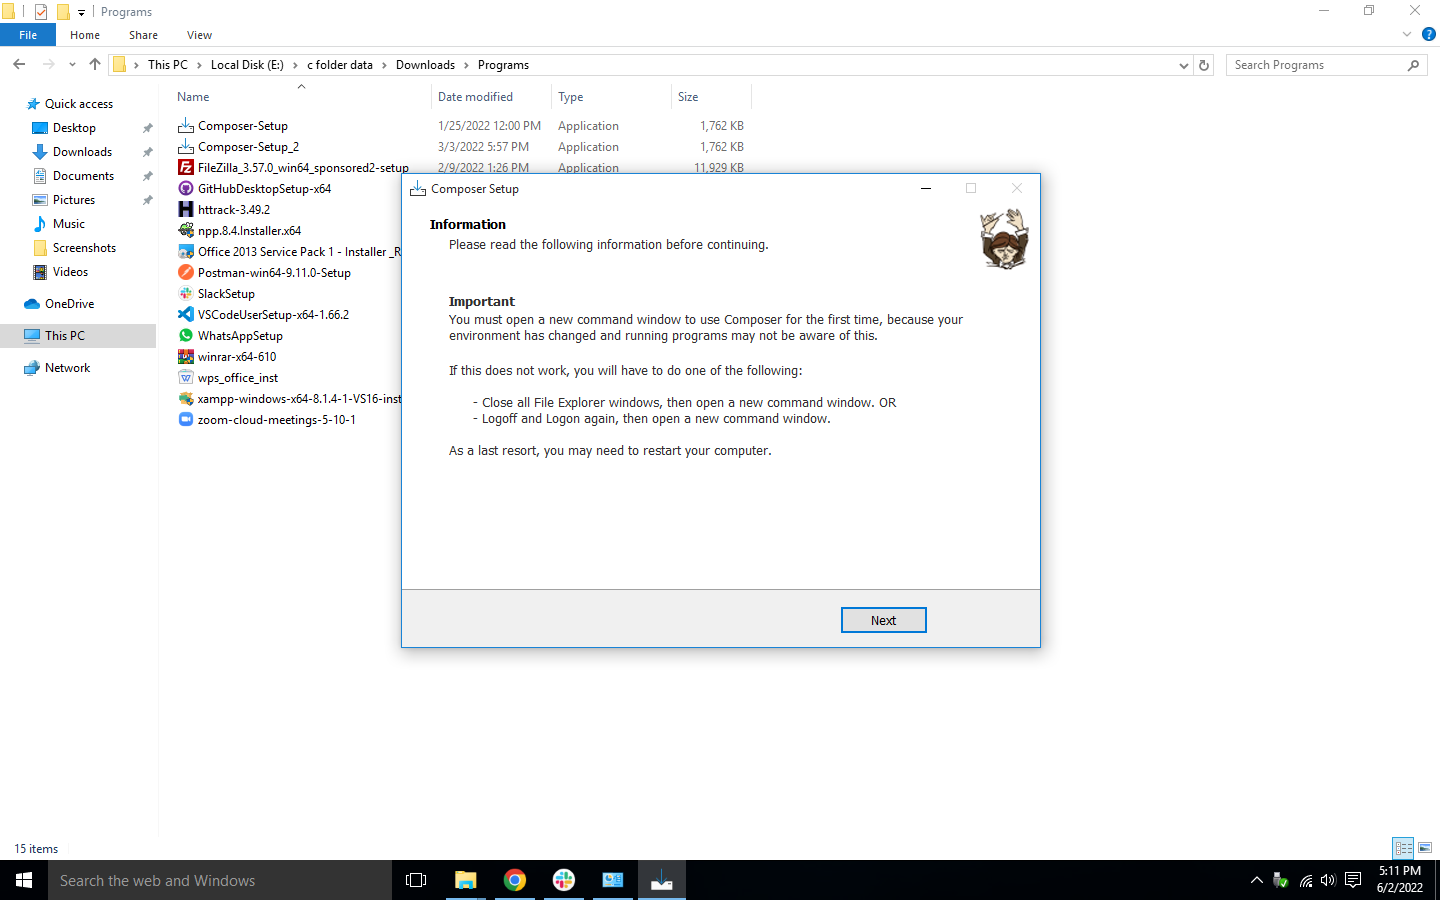 Programs
File Home Share View
This PC Local Disk (E:) c folder data Downloads Programs
Search Programs
Name Date modified Type Size
Quick access
Desktop
Downloads
Documents
Pictures
Music
Screenshots
Videos
OneDrive
This PC
Network
Composer-Setup 1/25/2022 12:00 PM Application 1,762 KB
Composer-Setup_2 3/3/2022 5:57 PM Application 1,762 KB
FileZilla_3.57.0_win64_sponsored2-setup 2/9/2022 1:26 PM Application 11,929 KB
GitHubDesktopSetup-x64
httrack-3.49.2
npp.8.4.Installer.x64
Office 2013 Service Pack 1 - Installer _R
Postman-win64-9.11.0-Setup
SlackSetup
VSCodeUserSetup-x64-1.66.2
WhatsAppSetup
winrar-x64-610
wps_office_inst
xampp-windows-x64-8.1.4-1-VS16-inst
zoom-cloud-meetings-5-10-1
Composer Setup
Information
Please read the following information before continuing.
Important
You must open a new command window to use Composer for the first time, because your
environment has changed and running programs may not be aware of this.
If this does not work, you will have to do one of the following:
- Close all File Explorer windows, then open a new command window. OR
- Logoff and Logon again, then open a new command window.
As a last resort, you may need to restart your computer.
Next
15 items
Search the web and Windows
5:11 PM
6/2/2022